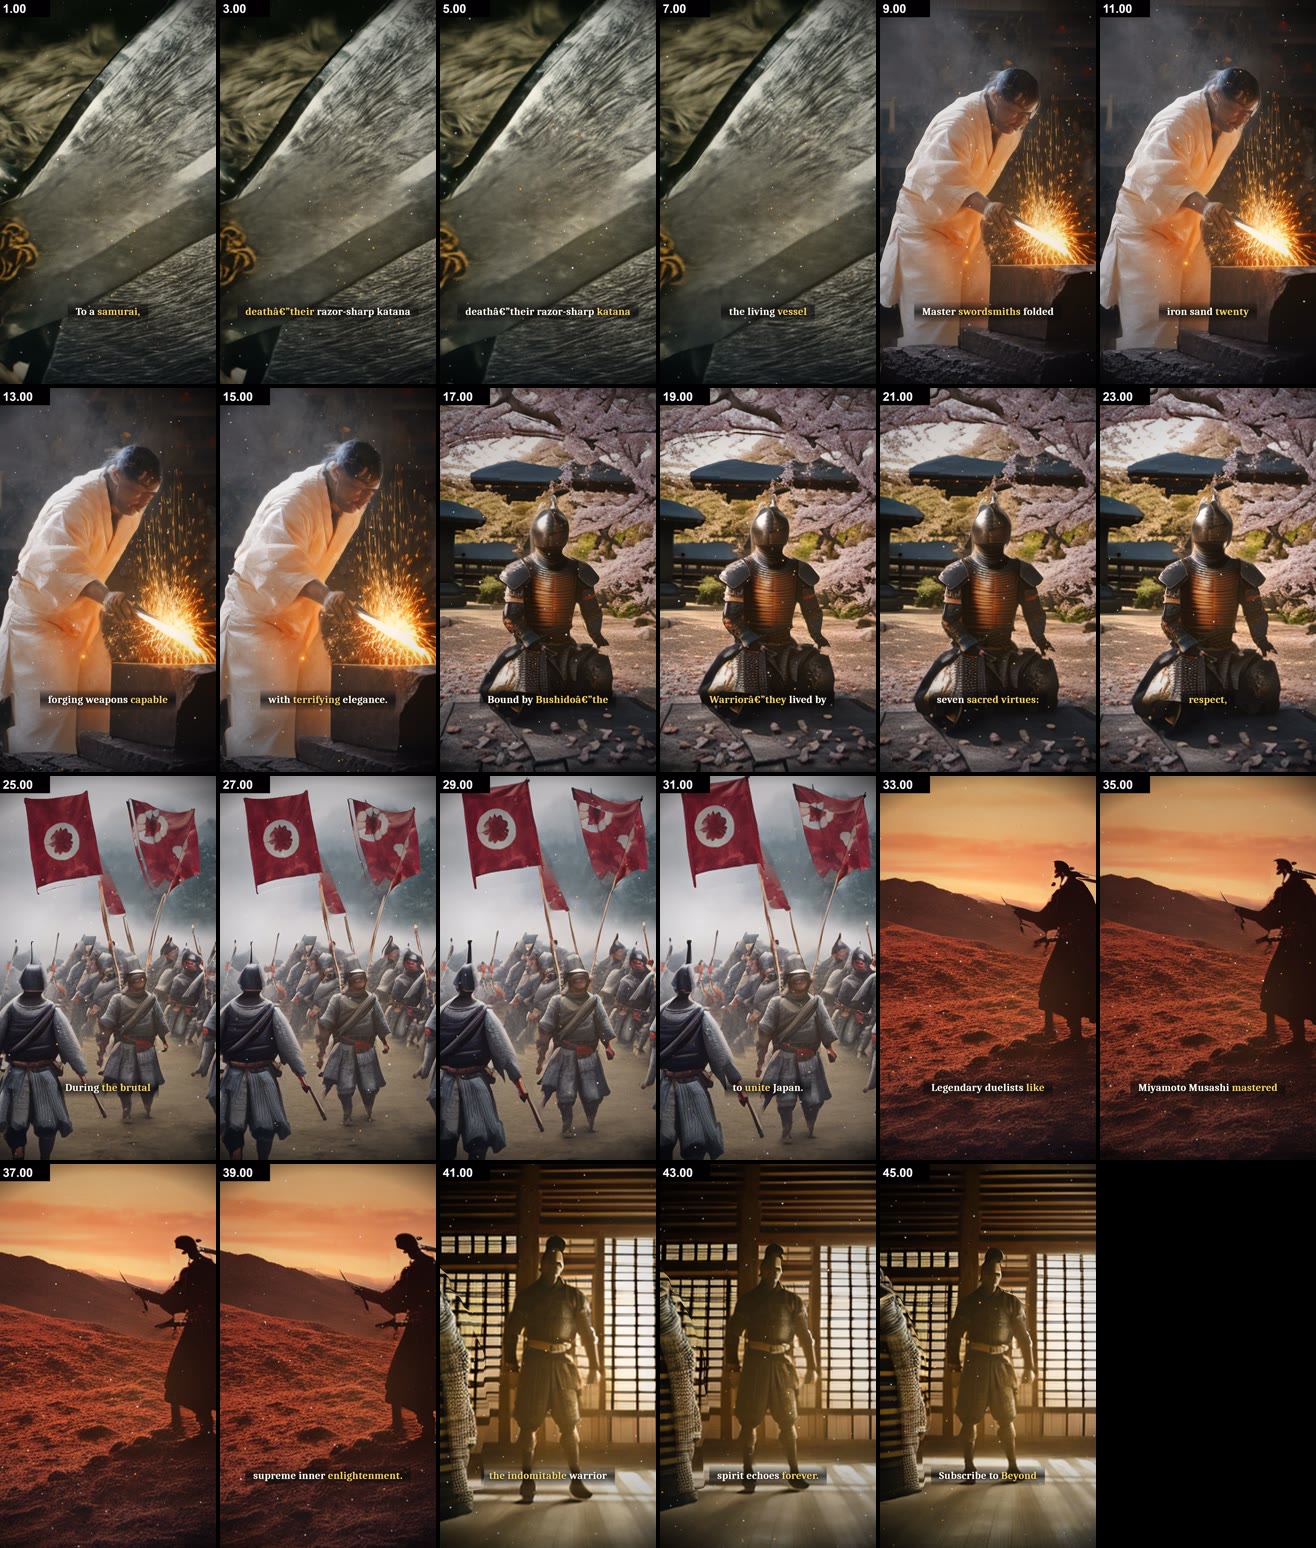 1.00
To a samurai,
3.00
deathâ€”their razor-sharp katana
5.00
deathâ€”their razor-sharp katana
7.00
the living vessel
9.00
Master swordsmiths folded
11.00
iron sand twenty
13.00
forging weapons capable
15.00
with terrifying elegance.
17.00
Bound by Bushidoâ€”the
19.00
Warriorâ€”they lived by
21.00
seven sacred virtues:
23.00
respect,
25.00
During the brutal
27.00
29.00
31.00
to unite Japan.
33.00
Legendary duelists like
35.00
Miyamoto Musashi mastered
37.00
39.00
supreme inner enlightenment.
41.00
the indomitable warrior
43.00
spirit echoes forever.
45.00
Subscribe to Beyond